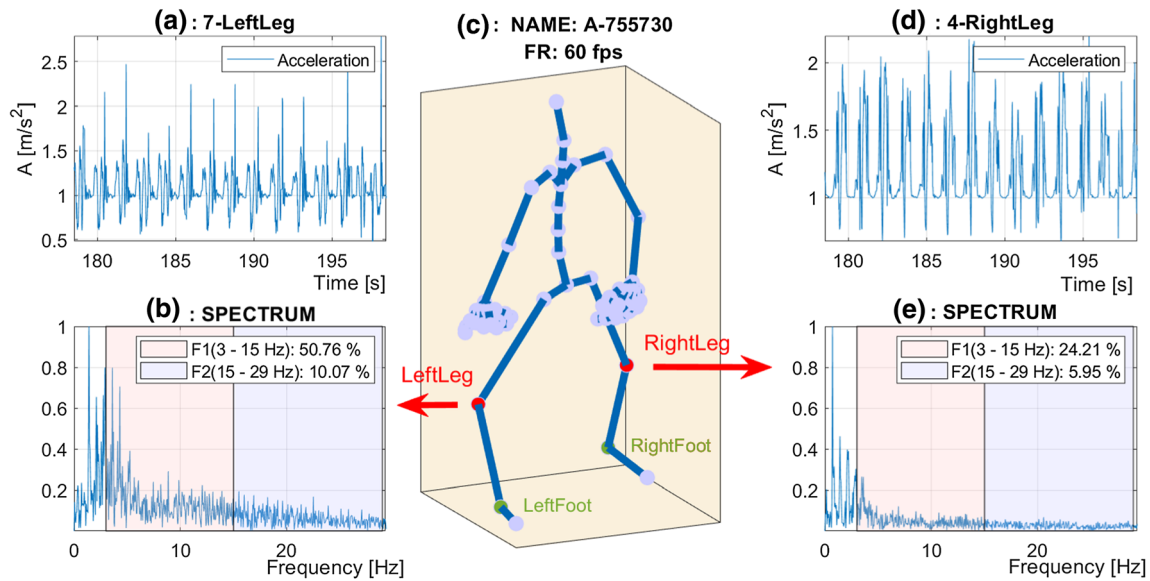 (a) : 7-LeftLeg
Acceleration
A [m/s²]
2.5
2
1.5
1
0.5
180
185
190
195
Time [s]
(b) : SPECTRUM
F1(3 - 15 Hz): 50.76 %
F2(15 - 29 Hz): 10.07 %
1
0.8
0.6
0.4
0.2
0
10
20
Frequency [Hz]
(c) : NAME: A-755730
FR: 60 fps
LeftLeg
RightLeg
RightFoot
LeftFoot
(d) : 4-RightLeg
Acceleration
A [m/s²]
2
1.5
1
180
185
190
195
Time [s]
(e) : SPECTRUM
F1(3 - 15 Hz): 24.21 %
F2(15 - 29 Hz): 5.95 %
1
0.8
0.6
0.4
0.2
0
10
20
Frequency [Hz]